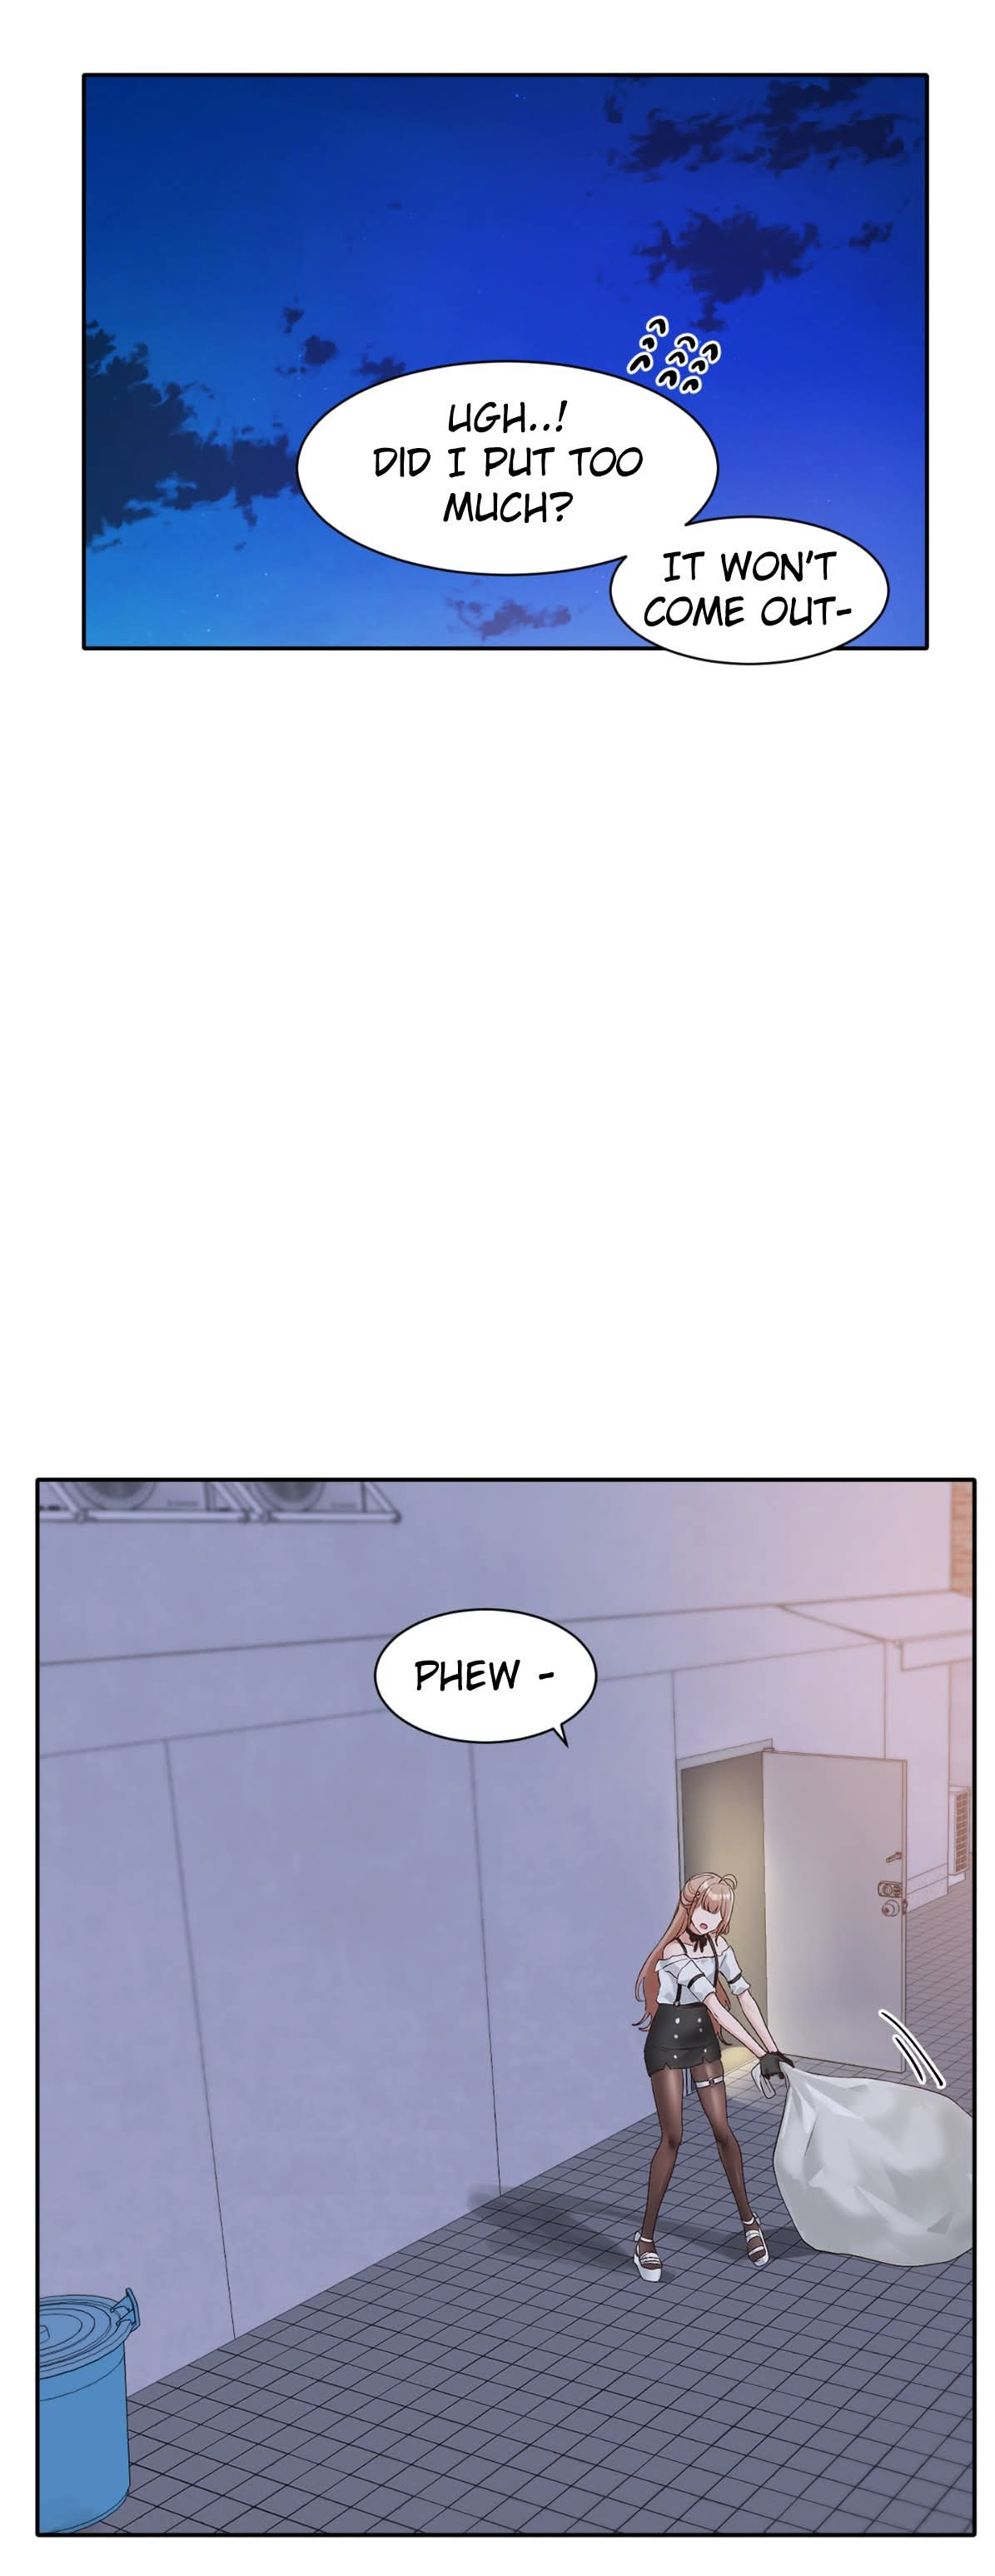 UGH..!
DID I PUT TOO
MUCH?
IT WON'T
COME OUT-
PHEW -